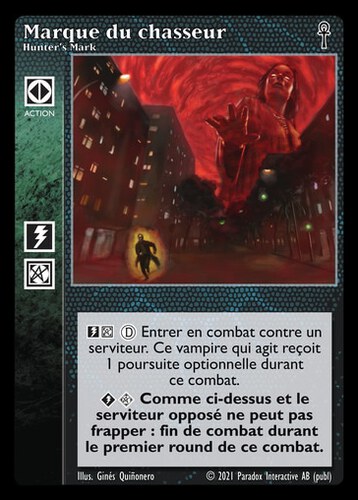 Marque du chasseur
Hunter's Mark
ACTION
D Entrer en combat contre un
serviteur. Ce vampire qui agit reçoit
1 poursuite optionnelle durant
ce combat.
Comme ci-dessus et le
serviteur opposé ne peut pas
frapper : fin de combat durant
le premier round de ce combat.
Illus. Ginés Quiñonero © 2021 Paradox Interactive AB (publ)